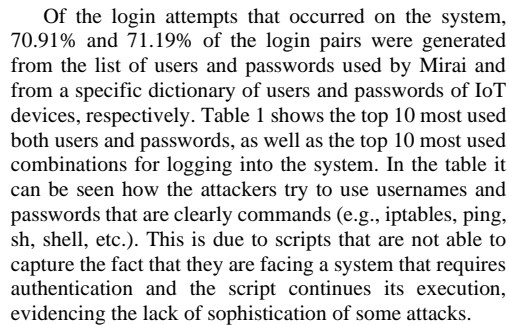 Of the login attempts that occurred on the system,
70.91% and 71.19% of the login pairs were generated
from the list of users and passwords used by Mirai and
from a specific dictionary of users and passwords of IoT
devices, respectively. Table 1 shows the top 10 most used
both users and passwords, as well as the top 10 most used
combinations for logging into the system. In the table it
can be seen how the attackers try to use usernames and
passwords that are clearly commands (e.g., iptables, ping,
sh, shell, etc.). This is due to scripts that are not able to
capture the fact that they are facing a system that requires
authentication and the script continues its execution,
evidencing the lack of sophistication of some attacks.